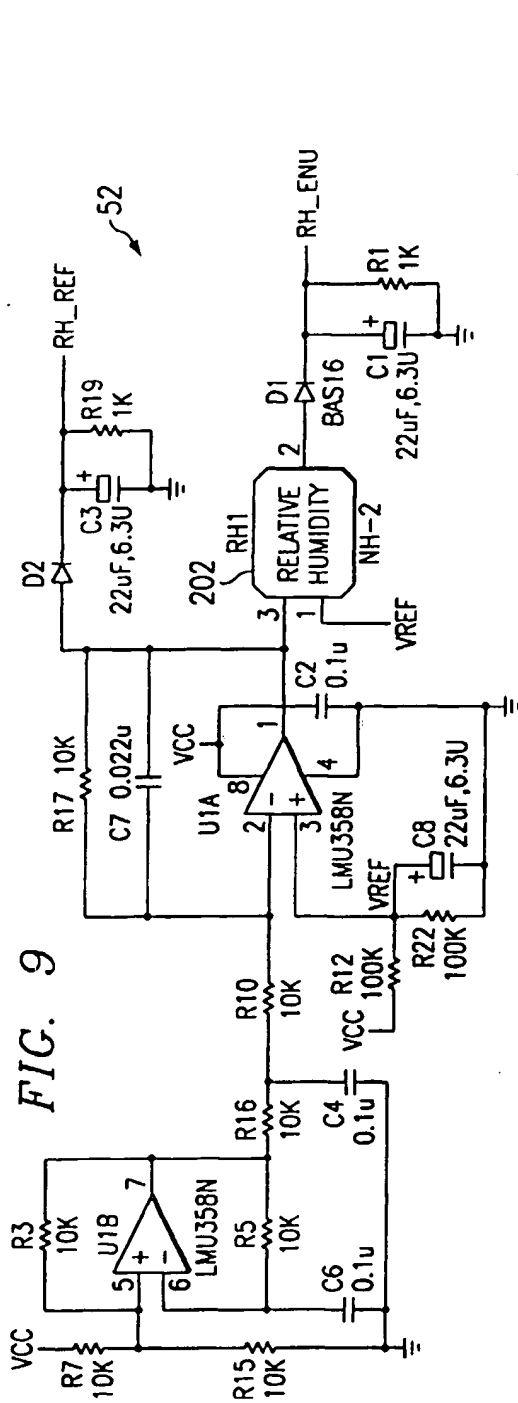 FIG. 9
52
VCC
R7
10K
R15
10K
R3
10K
U1B
5
+
6
−
7
LMU358N
R5
10K
C6
0.1u
R16
10K
C4
0.1u
R10
10K
R17 10K
C7 0.022u
VCC
U1A
8
2
−
3
+
1
4
LMU358N
C2
0.1u
VCC
R12
100K
VREF
R22
100K
+
C8
22uF,6.3U
D2
RH_REF
+
C3
22uF,6.3U
R19
1K
202
RH1
3
1
RELATIVE
HUMIDITY
NH-2
2
VREF
D1
BAS16
RH_ENU
+
C1
22uF,6.3U
R1
1K